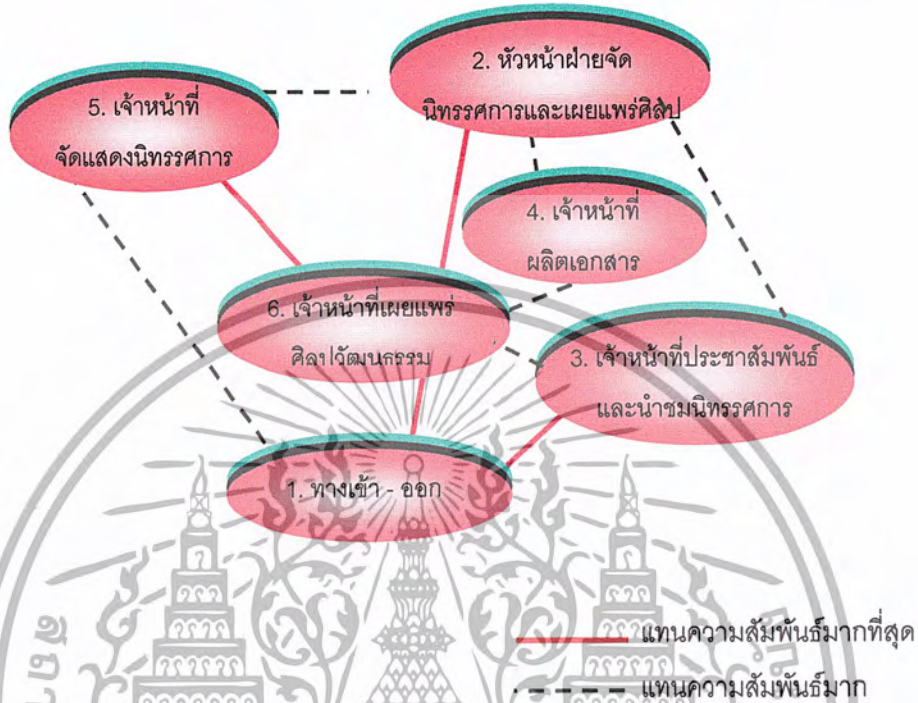 2. หัวหน้าฝ่ายจัด
นิทรรศการและเผยแพร่ศิลป
5. เจ้าหน้าที่
จัดแสดงนิทรรศการ
4. เจ้าหน้าที่
ผลิตเอกสาร
6. เจ้าหน้าที่เผยแพร่
ศิลปวัฒนธรรม
3. เจ้าหน้าที่ประชาสัมพันธ์
และนำชมนิทรรศการ
1. ทางเข้า - ออก
แทนความสัมพันธ์มากที่สุด
แทนความสัมพันธ์มาก